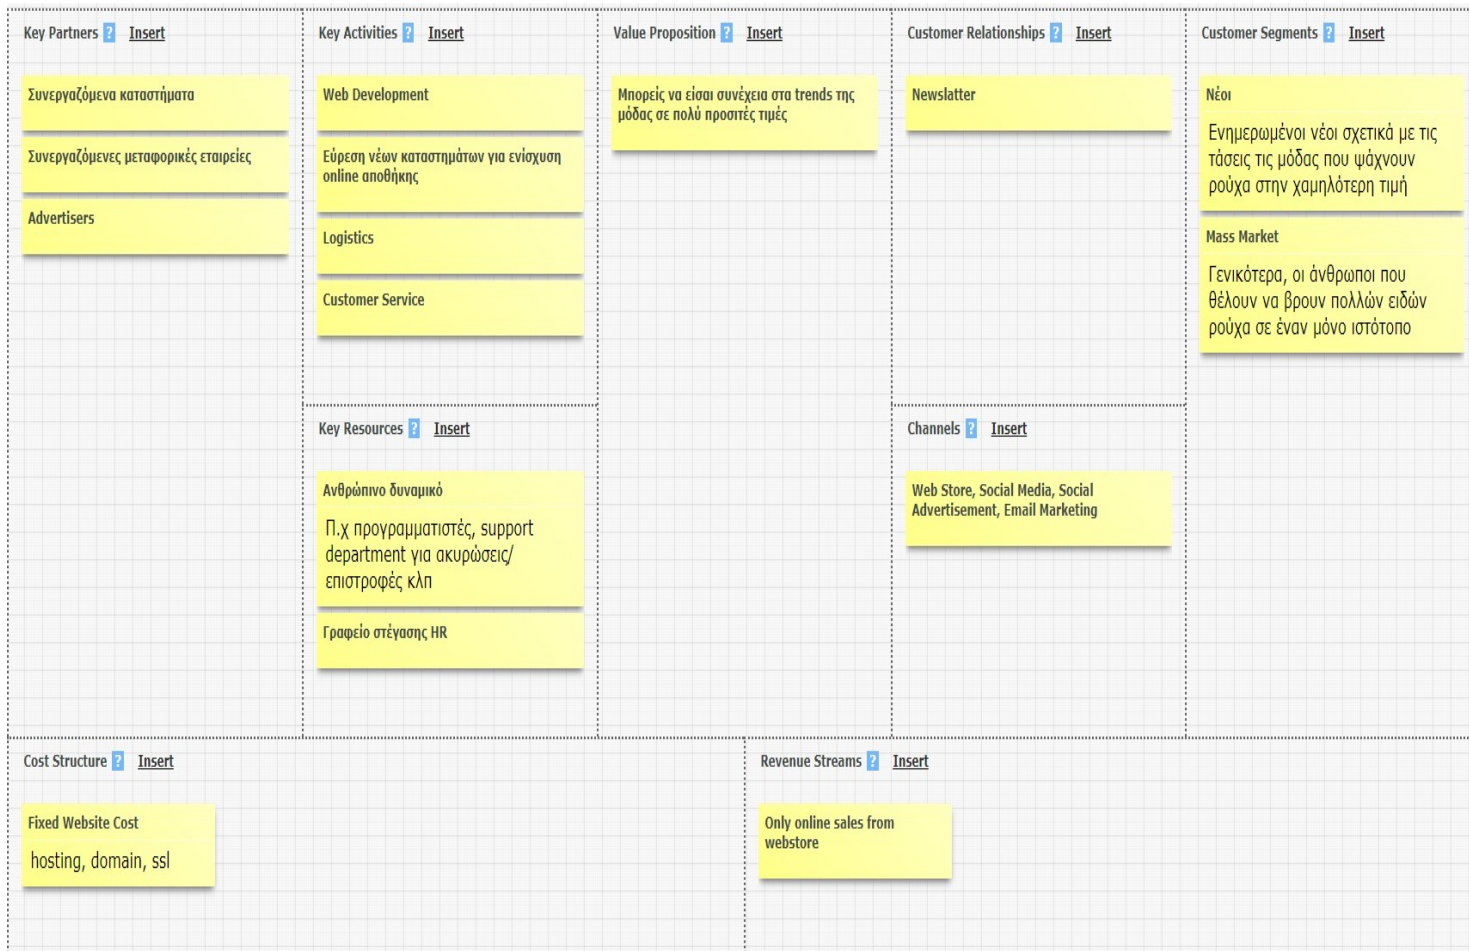 Key Partners ? Insert
Συνεργαζόμενα καταστήματα
Συνεργαζόμενες μεταφορικές εταιρείες
Advertisers
Key Activities ? Insert
Web Development
Εύρεση νέων καταστημάτων για ενίσχυση
online αποθήκης
Logistics
Customer Service
Key Resources ? Insert
Ανθρώπινο δυναμικό
Π.χ προγραμματιστές, support
department για ακυρώσεις/
επιστροφές κλπ
Γραφείο στέγασης HR
Value Proposition ? Insert
Μπορείς να είσαι συνέχεια στα trends της
μόδας σε πολύ προσιτές τιμές
Customer Relationships ? Insert
Newslatter
Channels ? Insert
Web Store, Social Media, Social
Advertisement, Email Marketing
Customer Segments ? Insert
Νέοι
Ενημερωμένοι νέοι σχετικά με τις
τάσεις τις μόδας που ψάχνουν
ρούχα στην χαμηλότερη τιμή
Mass Market
Γενικότερα, οι άνθρωποι που
θέλουν να βρουν πολλών ειδών
ρούχα σε έναν μόνο ιστότοπο
Cost Structure ? Insert
Fixed Website Cost
hosting, domain, ssl
Revenue Streams ? Insert
Only online sales from
webstore